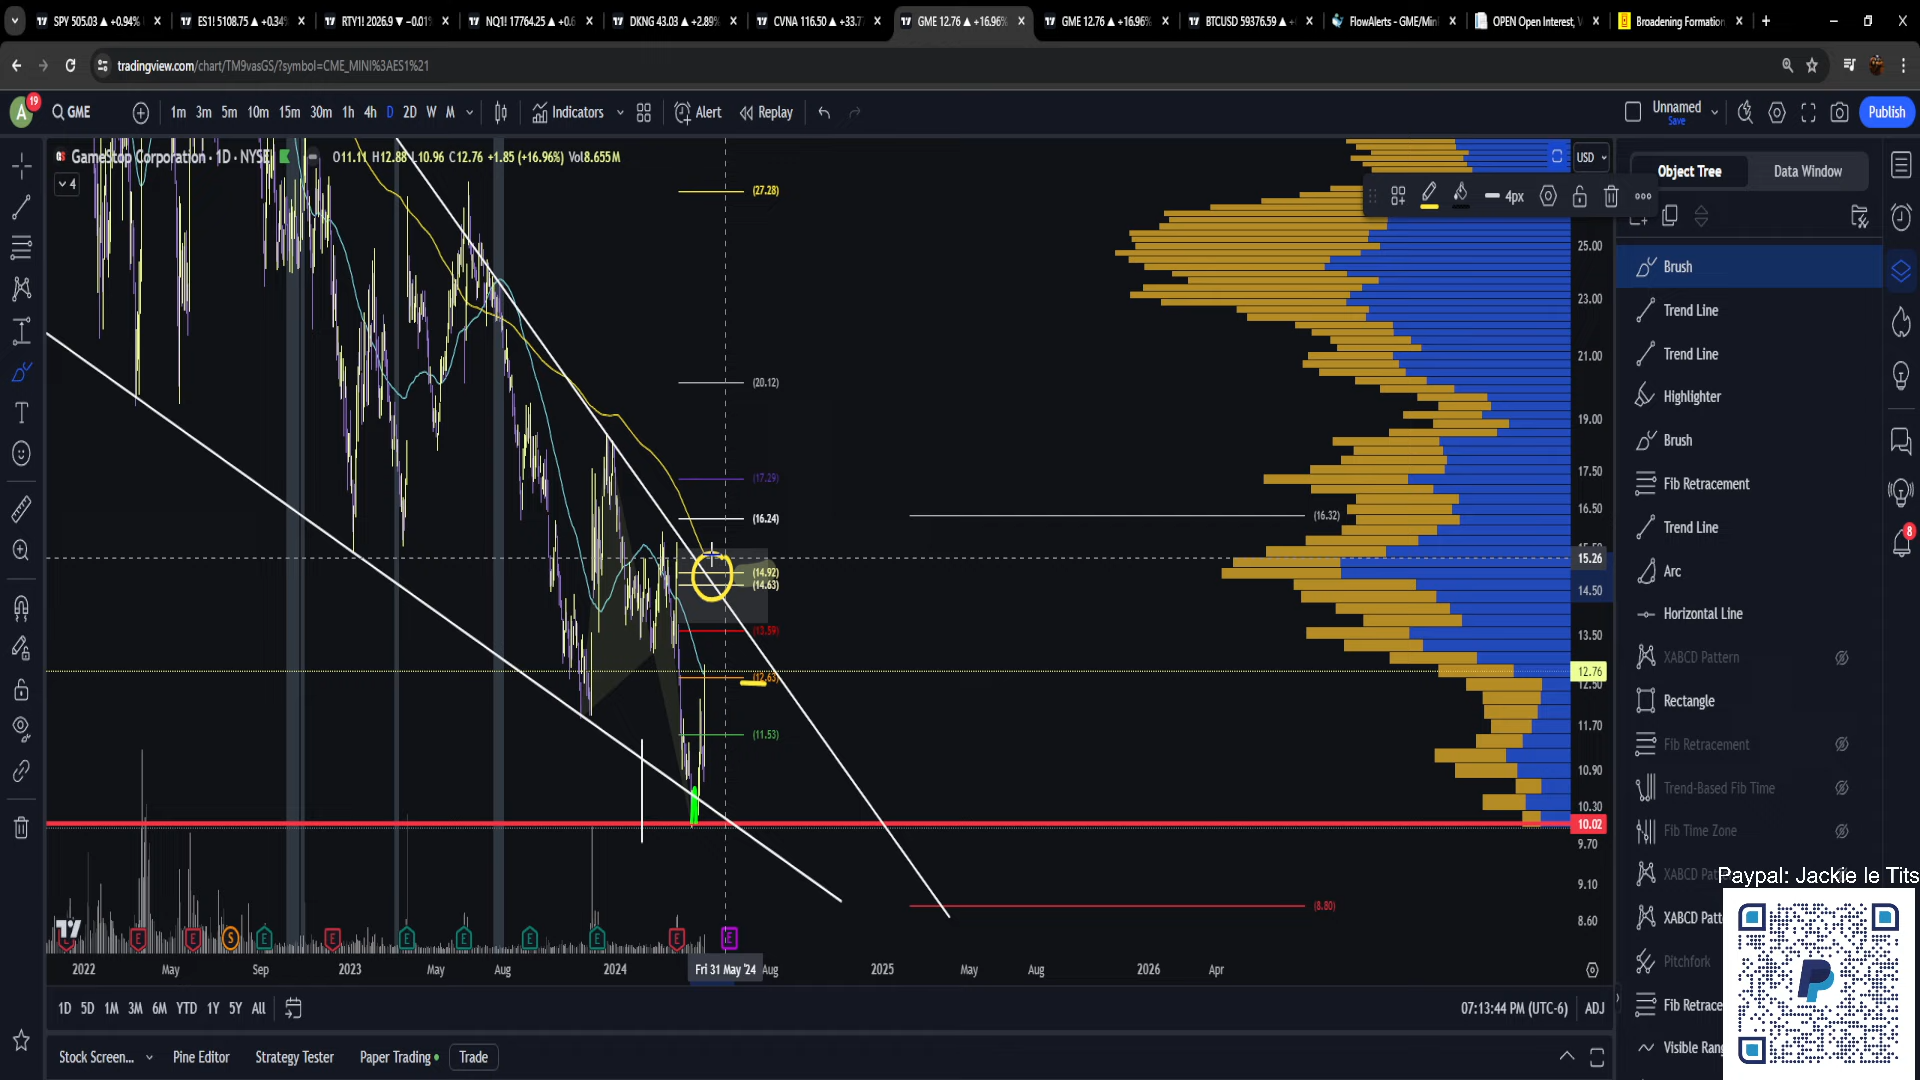 SPY 505.03 ▲ +0.94%
ES1! 5108.75 ▲ +0.34%
RTY1! 2026.9 ▼ −0.01%
NQ1! 17764.25 ▲ +0.6
DKNG 43.03 ▲ +2.89%
CVNA 116.50 ▲ +33.7
GME 12.76 ▲ +16.96%
GME 12.76 ▲ +16.96%
BTCUSD 59376.59 ▲
FlowAlerts - GME/Mini
OPEN Open Interest,
Broadening Formation
tradingview.com/chart/TM9vasGS/?symbol=CME_MINI%3AES1%21
A 19
GME
1m 3m 5m 10m 15m 30m 1h 4h D 2D W M
Indicators
Alert
Replay
Unnamed
Save
Publish
GameStop Corporation · 1D · NYSE
O11.11 H12.88 L10.96 C12.76 +1.85 (+16.96%) Vol8.655M
4
USD
4px
Object Tree
Data Window
Brush
Trend Line
Trend Line
Highlighter
Brush
Fib Retracement
Trend Line
Arc
Horizontal Line
XABCD Pattern
Rectangle
Fib Retracement
Trend-Based Fib Time
Fib Time Zone
XABCD Pat
XABCD Patt
Pitchfork
Fib Retrace
Visible Ran
8
(27.28)
(20.12)
(17.29)
(16.24)
(14.92)
(14.63)
(13.59)
(12.63)
(11.53)
(16.32)
(8.80)
25.00
23.00
21.00
19.00
17.50
16.50
15.26
14.50
13.50
12.76
12.50
11.70
10.90
10.30
10.02
9.70
9.10
8.60
E E S E E E E E E E E
2022 May Sep 2023 May Aug 2024 Fri 31 May '24 Aug 2025 May Aug 2026 Apr
1D 5D 1M 3M 6M YTD 1Y 5Y All
07:13:44 PM (UTC-6) ADJ
Stock Screen...
Pine Editor
Strategy Tester
Paper Trading
Trade
Paypal: Jackie le Tits